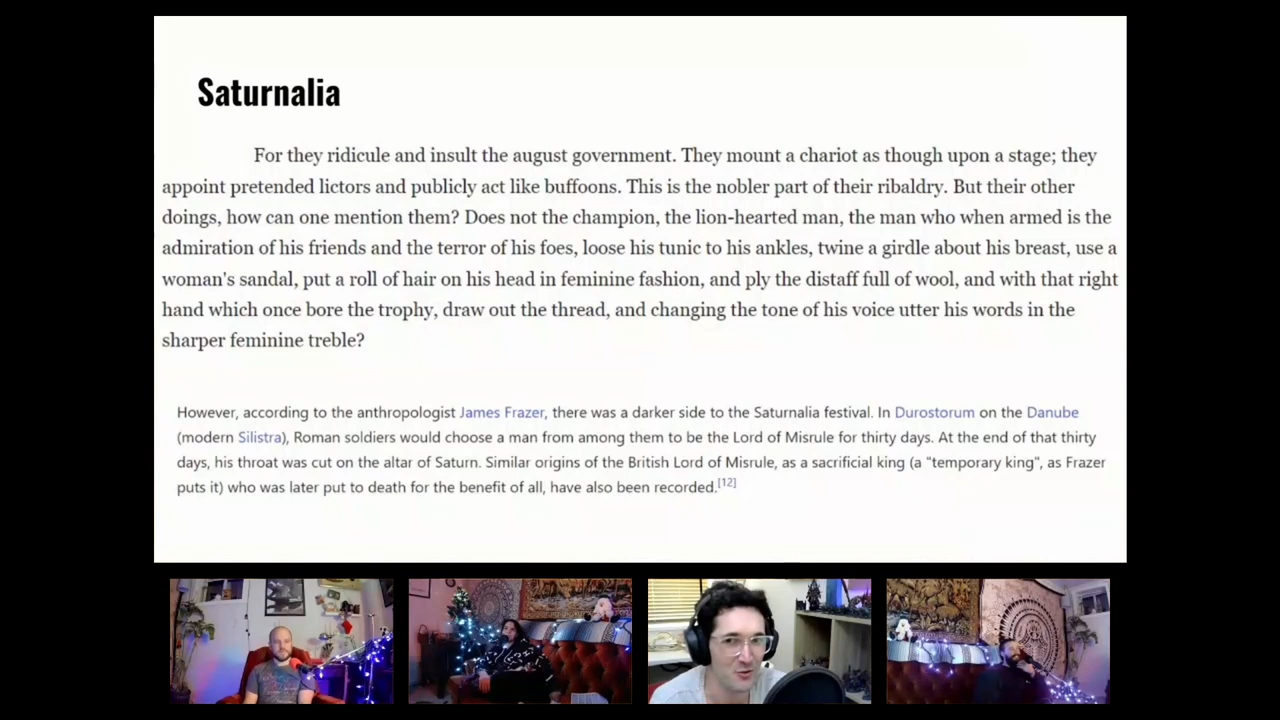 Saturnalia
For they ridicule and insult the august government. They mount a chariot as though upon a stage; they
appoint pretended lictors and publicly act like buffoons. This is the nobler part of their ribaldry. But their other
doings, how can one mention them? Does not the champion, the lion-hearted man, the man who when armed is the
admiration of his friends and the terror of his foes, loose his tunic to his ankles, twine a girdle about his breast, use a
woman's sandal, put a roll of hair on his head in feminine fashion, and ply the distaff full of wool, and with that right
hand which once bore the trophy, draw out the thread, and changing the tone of his voice utter his words in the
sharper feminine treble?
However, according to the anthropologist James Frazer, there was a darker side to the Saturnalia festival. In Durostorum on the Danube
(modern Silistra), Roman soldiers would choose a man from among them to be the Lord of Misrule for thirty days. At the end of that thirty
days, his throat was cut on the altar of Saturn. Similar origins of the British Lord of Misrule, as a sacrificial king (a "temporary king", as Frazer
puts it) who was later put to death for the benefit of all, have also been recorded.[12]